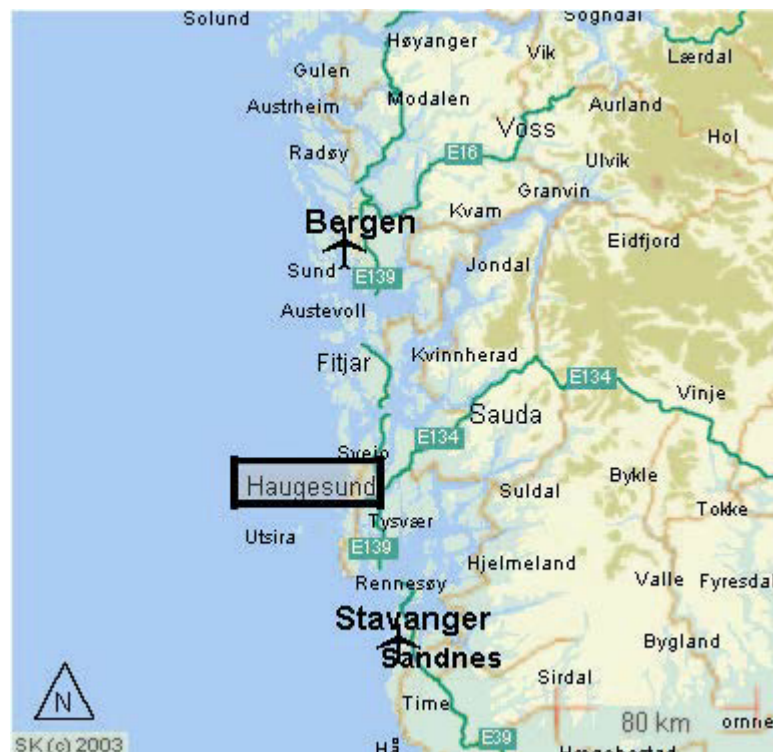 Solund
Sogndal
Høyanger
Vik
Lærdal
Gulen
Modalen
Austrheim
Aurland
Voss
Hol
Radøy
E16
Ulvik
Granvin
Kvam
Bergen
Eidfjord
Jondal
Sund
E139
Austevoll
Fitjar
Kvinnherad
E134
Vinje
Sauda
E134
Sveio
Haugesund
Bykle
Suldal
Tokke
Tysvær
Utsira
E139
Hjelmeland
Rennesøy
Valle
Fyresdal
Stavanger
Bygland
Sandnes
Sirdal
Time
N
80 km
E39
SK (c) 2003